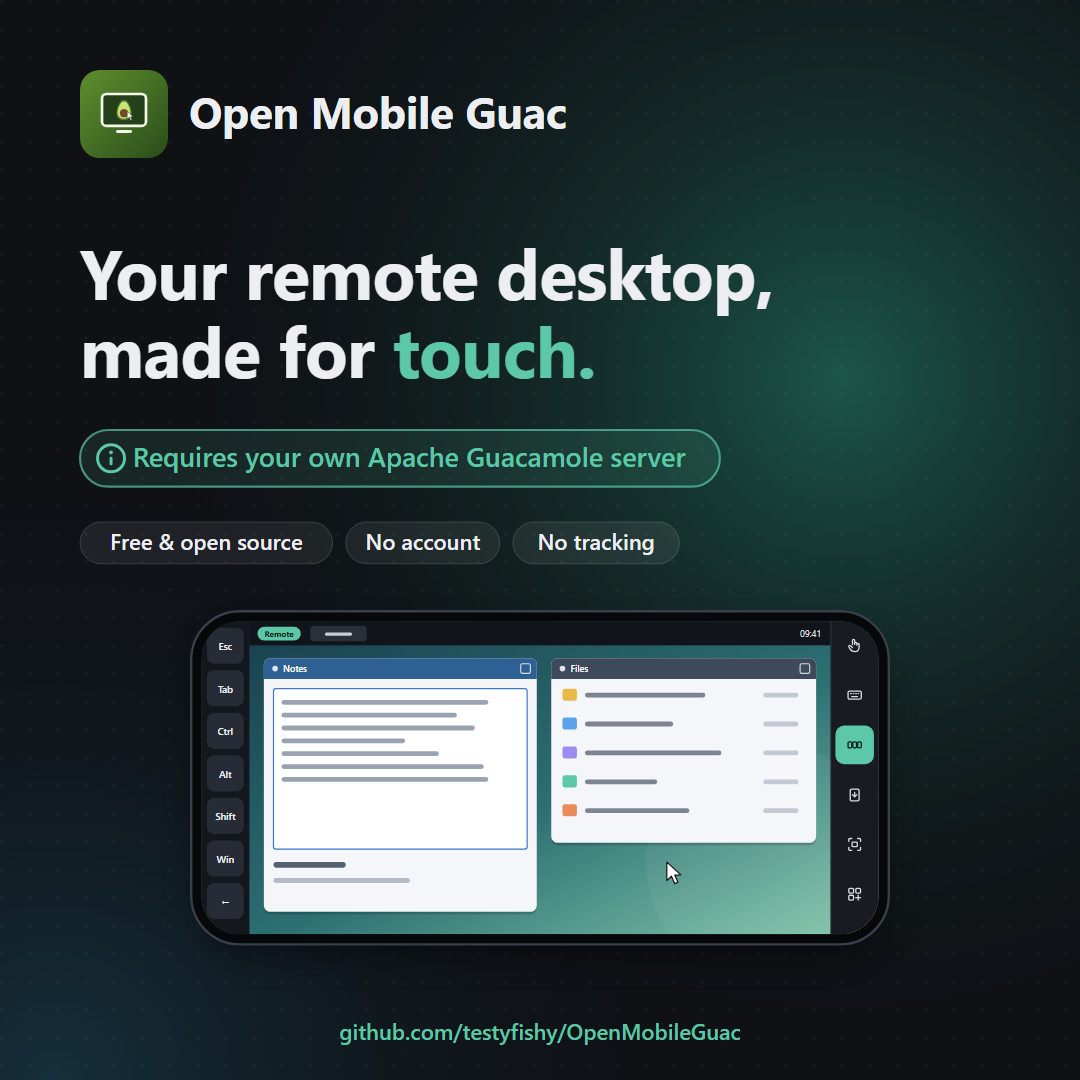 Open Mobile Guac
Your remote desktop,
made for touch.
Requires your own Apache Guacamole server
Free & open source
No account
No tracking
Esc
Tab
Ctrl
Alt
Shift
Win
←
Remote
09:41
Notes
Files
github.com/testyfishy/OpenMobileGuac